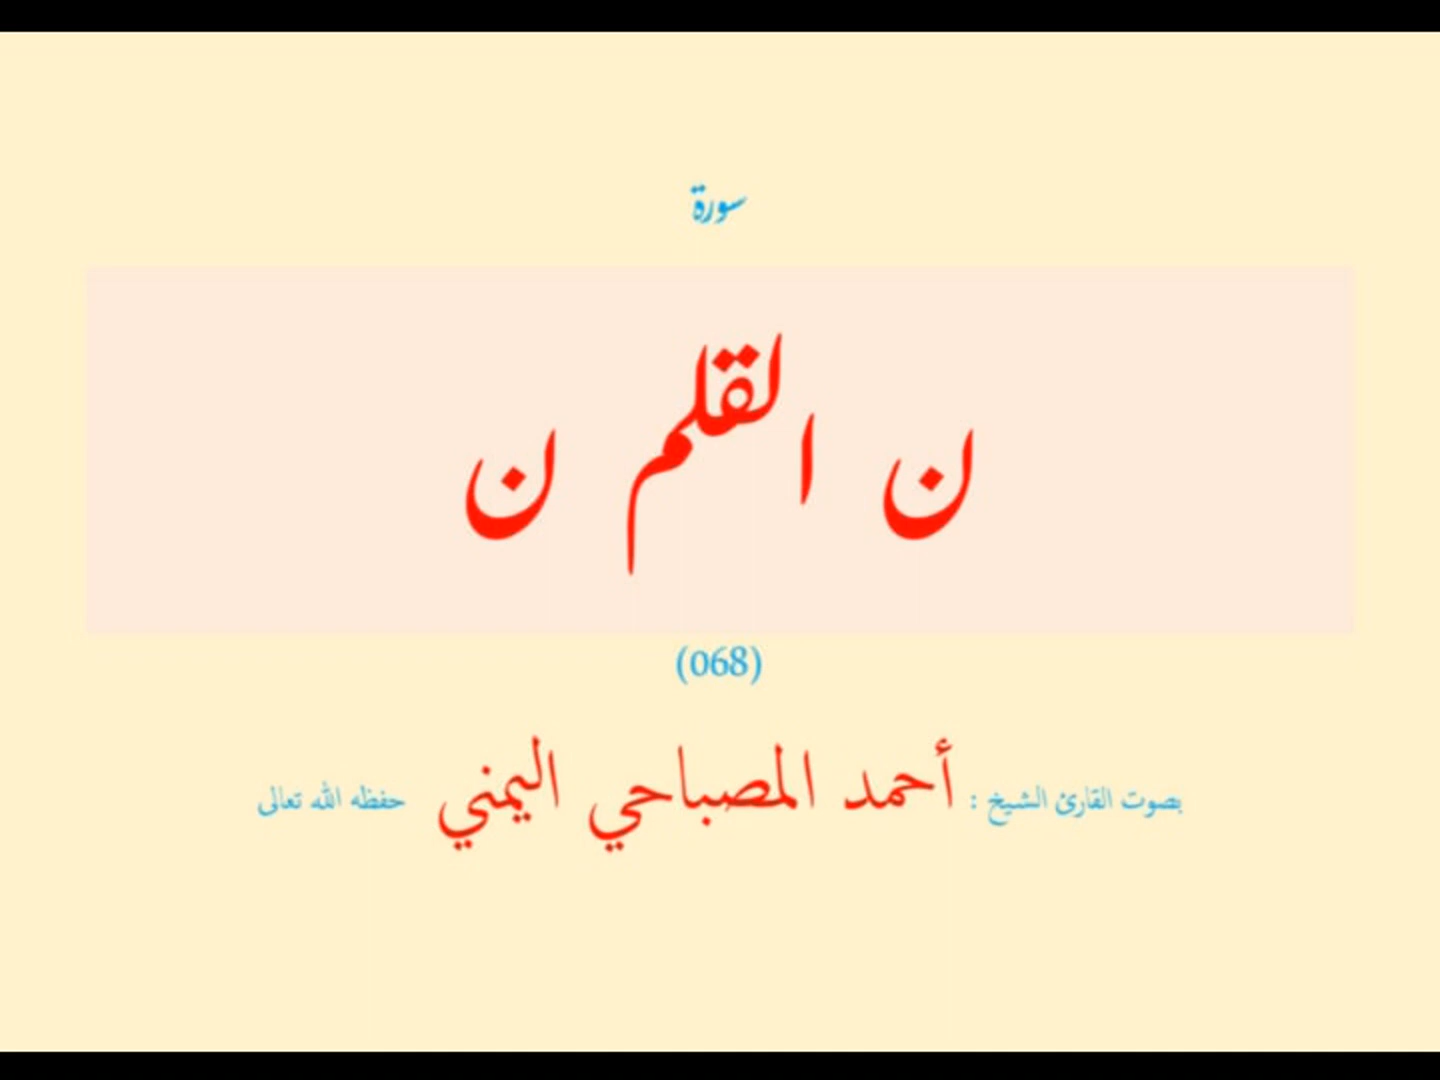 سورة
ن القلم ن
(068)
بصوت القارئ الشيخ : أحمد المصباحي اليمني حفظه الله تعالى